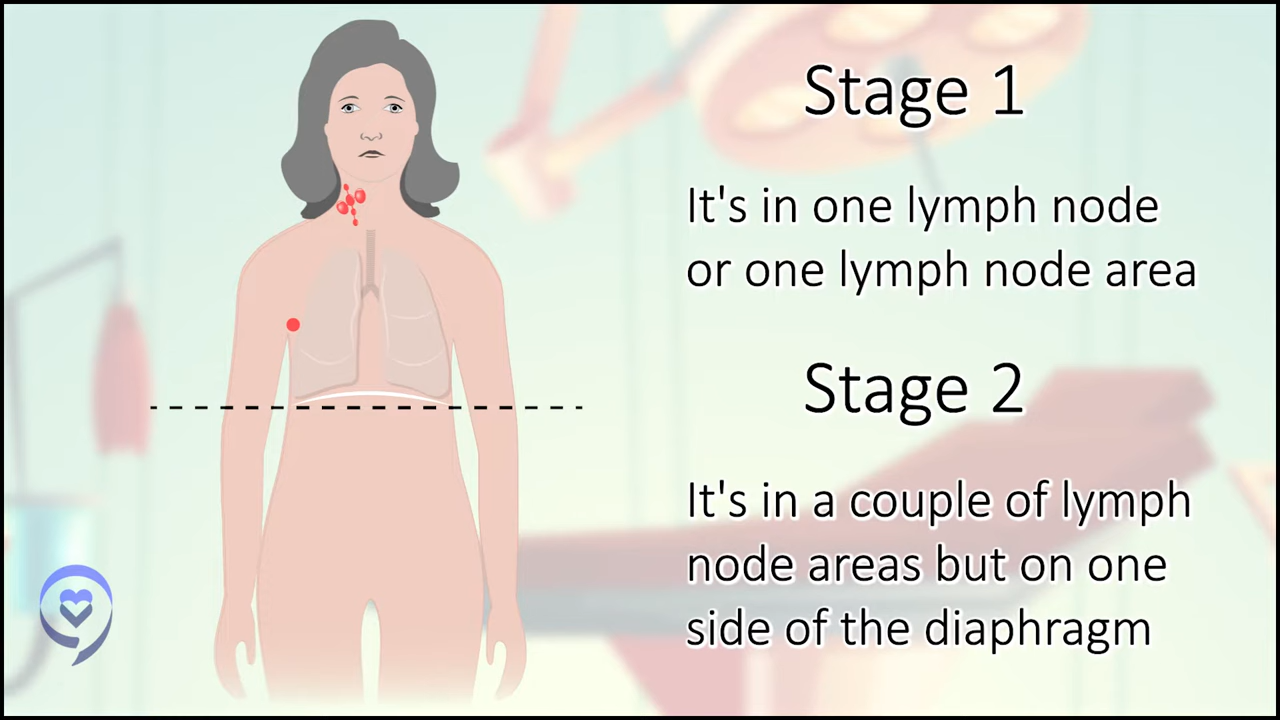 Stage 1
It's in one lymph node
or one lymph node area
Stage 2
It's in a couple of lymph
node areas but on one
side of the diaphragm